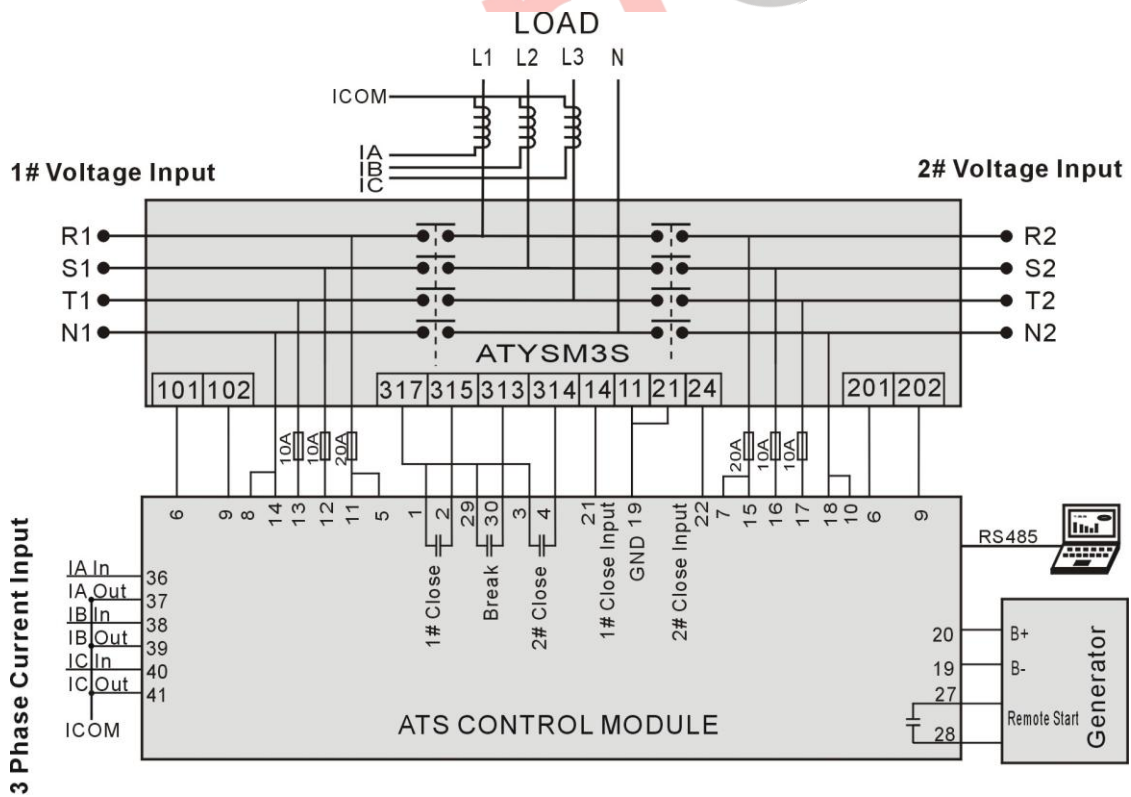 LOAD
L1 L2 L3 N
ICOM
IA
IB
IC
1# Voltage Input
2# Voltage Input
R1
S1
T1
N1
R2
S2
T2
N2
ATYSM3S
101 102 317 315 313 314 14 11 21 24 201 202
10A 10A 20A 20A 10A 10A
6 9 8 14 13 12 11 5 1 2 29 30 3 4 21 19 22 7 15 16 17 18 10 6 9
1# Close
Break
2# Close
1# Close Input
GND
2# Close Input
RS485
3 Phase Current Input
IA In 36
IA Out 37
IB In 38
IB Out 39
IC In 40
IC Out 41
ICOM
ATS CONTROL MODULE
20 B+
19 B-
27
Remote Start
28
Generator